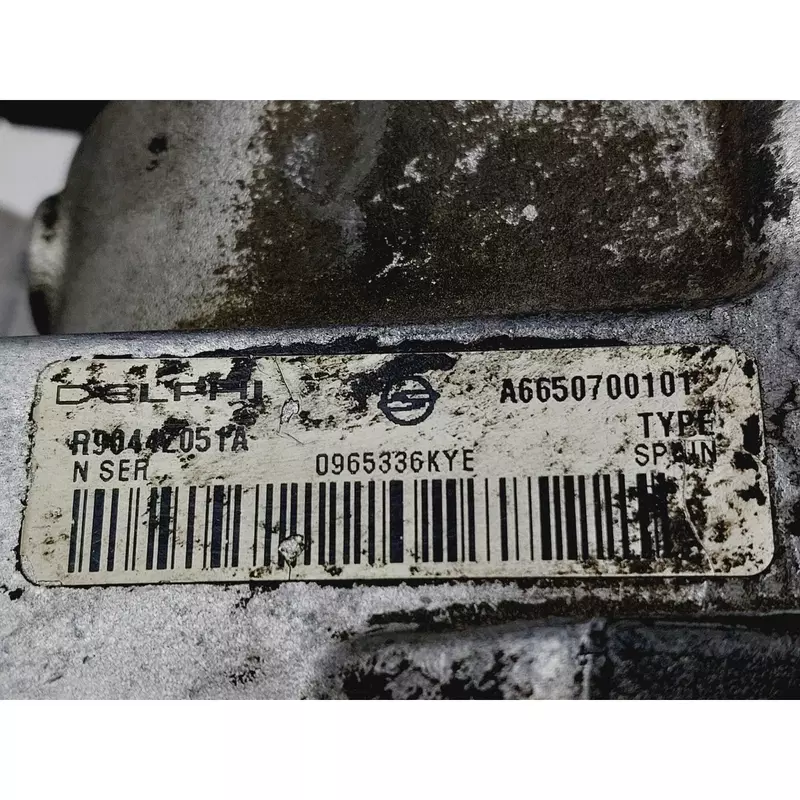 DELPHI
A6650700101
R9044Z051A
TYPE
N SER
0965336KYE
SPAIN